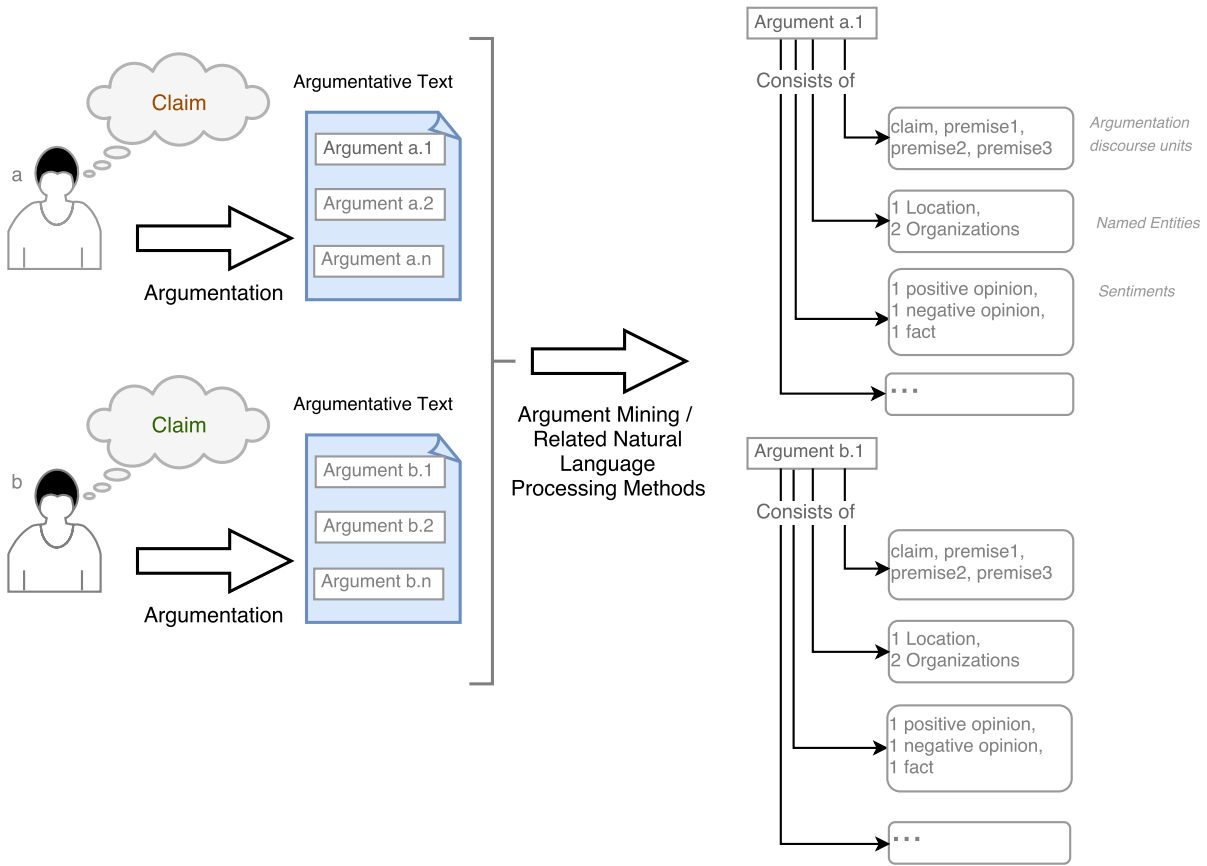 Claim
a
Argumentation
Argumentative Text
Argument a.1
Argument a.2
Argument a.n
Claim
b
Argumentation
Argumentative Text
Argument b.1
Argument b.2
Argument b.n
Argument Mining /
Related Natural
Language
Processing Methods
Argument a.1
Consists of
claim, premise1,
premise2, premise3
Argumentation
discourse units
1 Location,
2 Organizations
Named Entities
1 positive opinion,
1 negative opinion,
1 fact
Sentiments
...
Argument b.1
Consists of
claim, premise1,
premise2, premise3
1 Location,
2 Organizations
1 positive opinion,
1 negative opinion,
1 fact
...